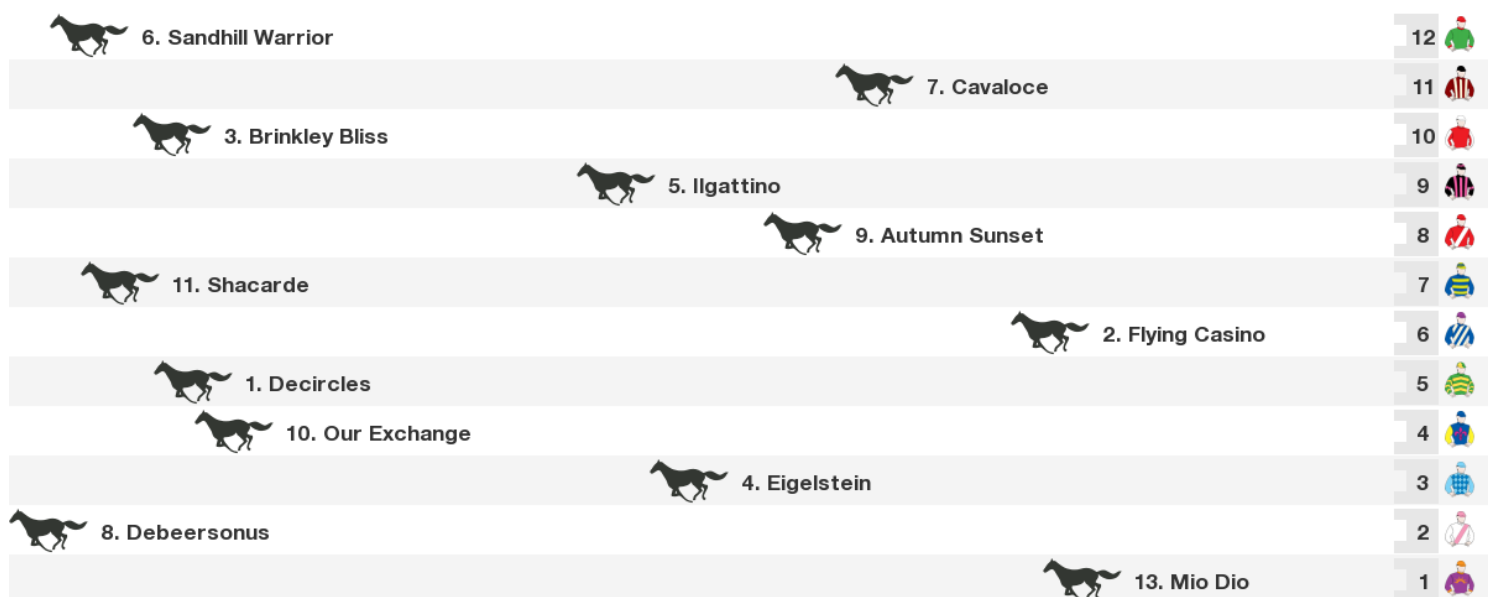 6. Sandhill Warrior 12
7. Cavaloce 11
3. Brinkley Bliss 10
5. Ilgattino 9
9. Autumn Sunset 8
11. Shacarde 7
2. Flying Casino 6
1. Decircles 5
10. Our Exchange 4
4. Eigelstein 3
8. Debeersonus 2
13. Mio Dio 1